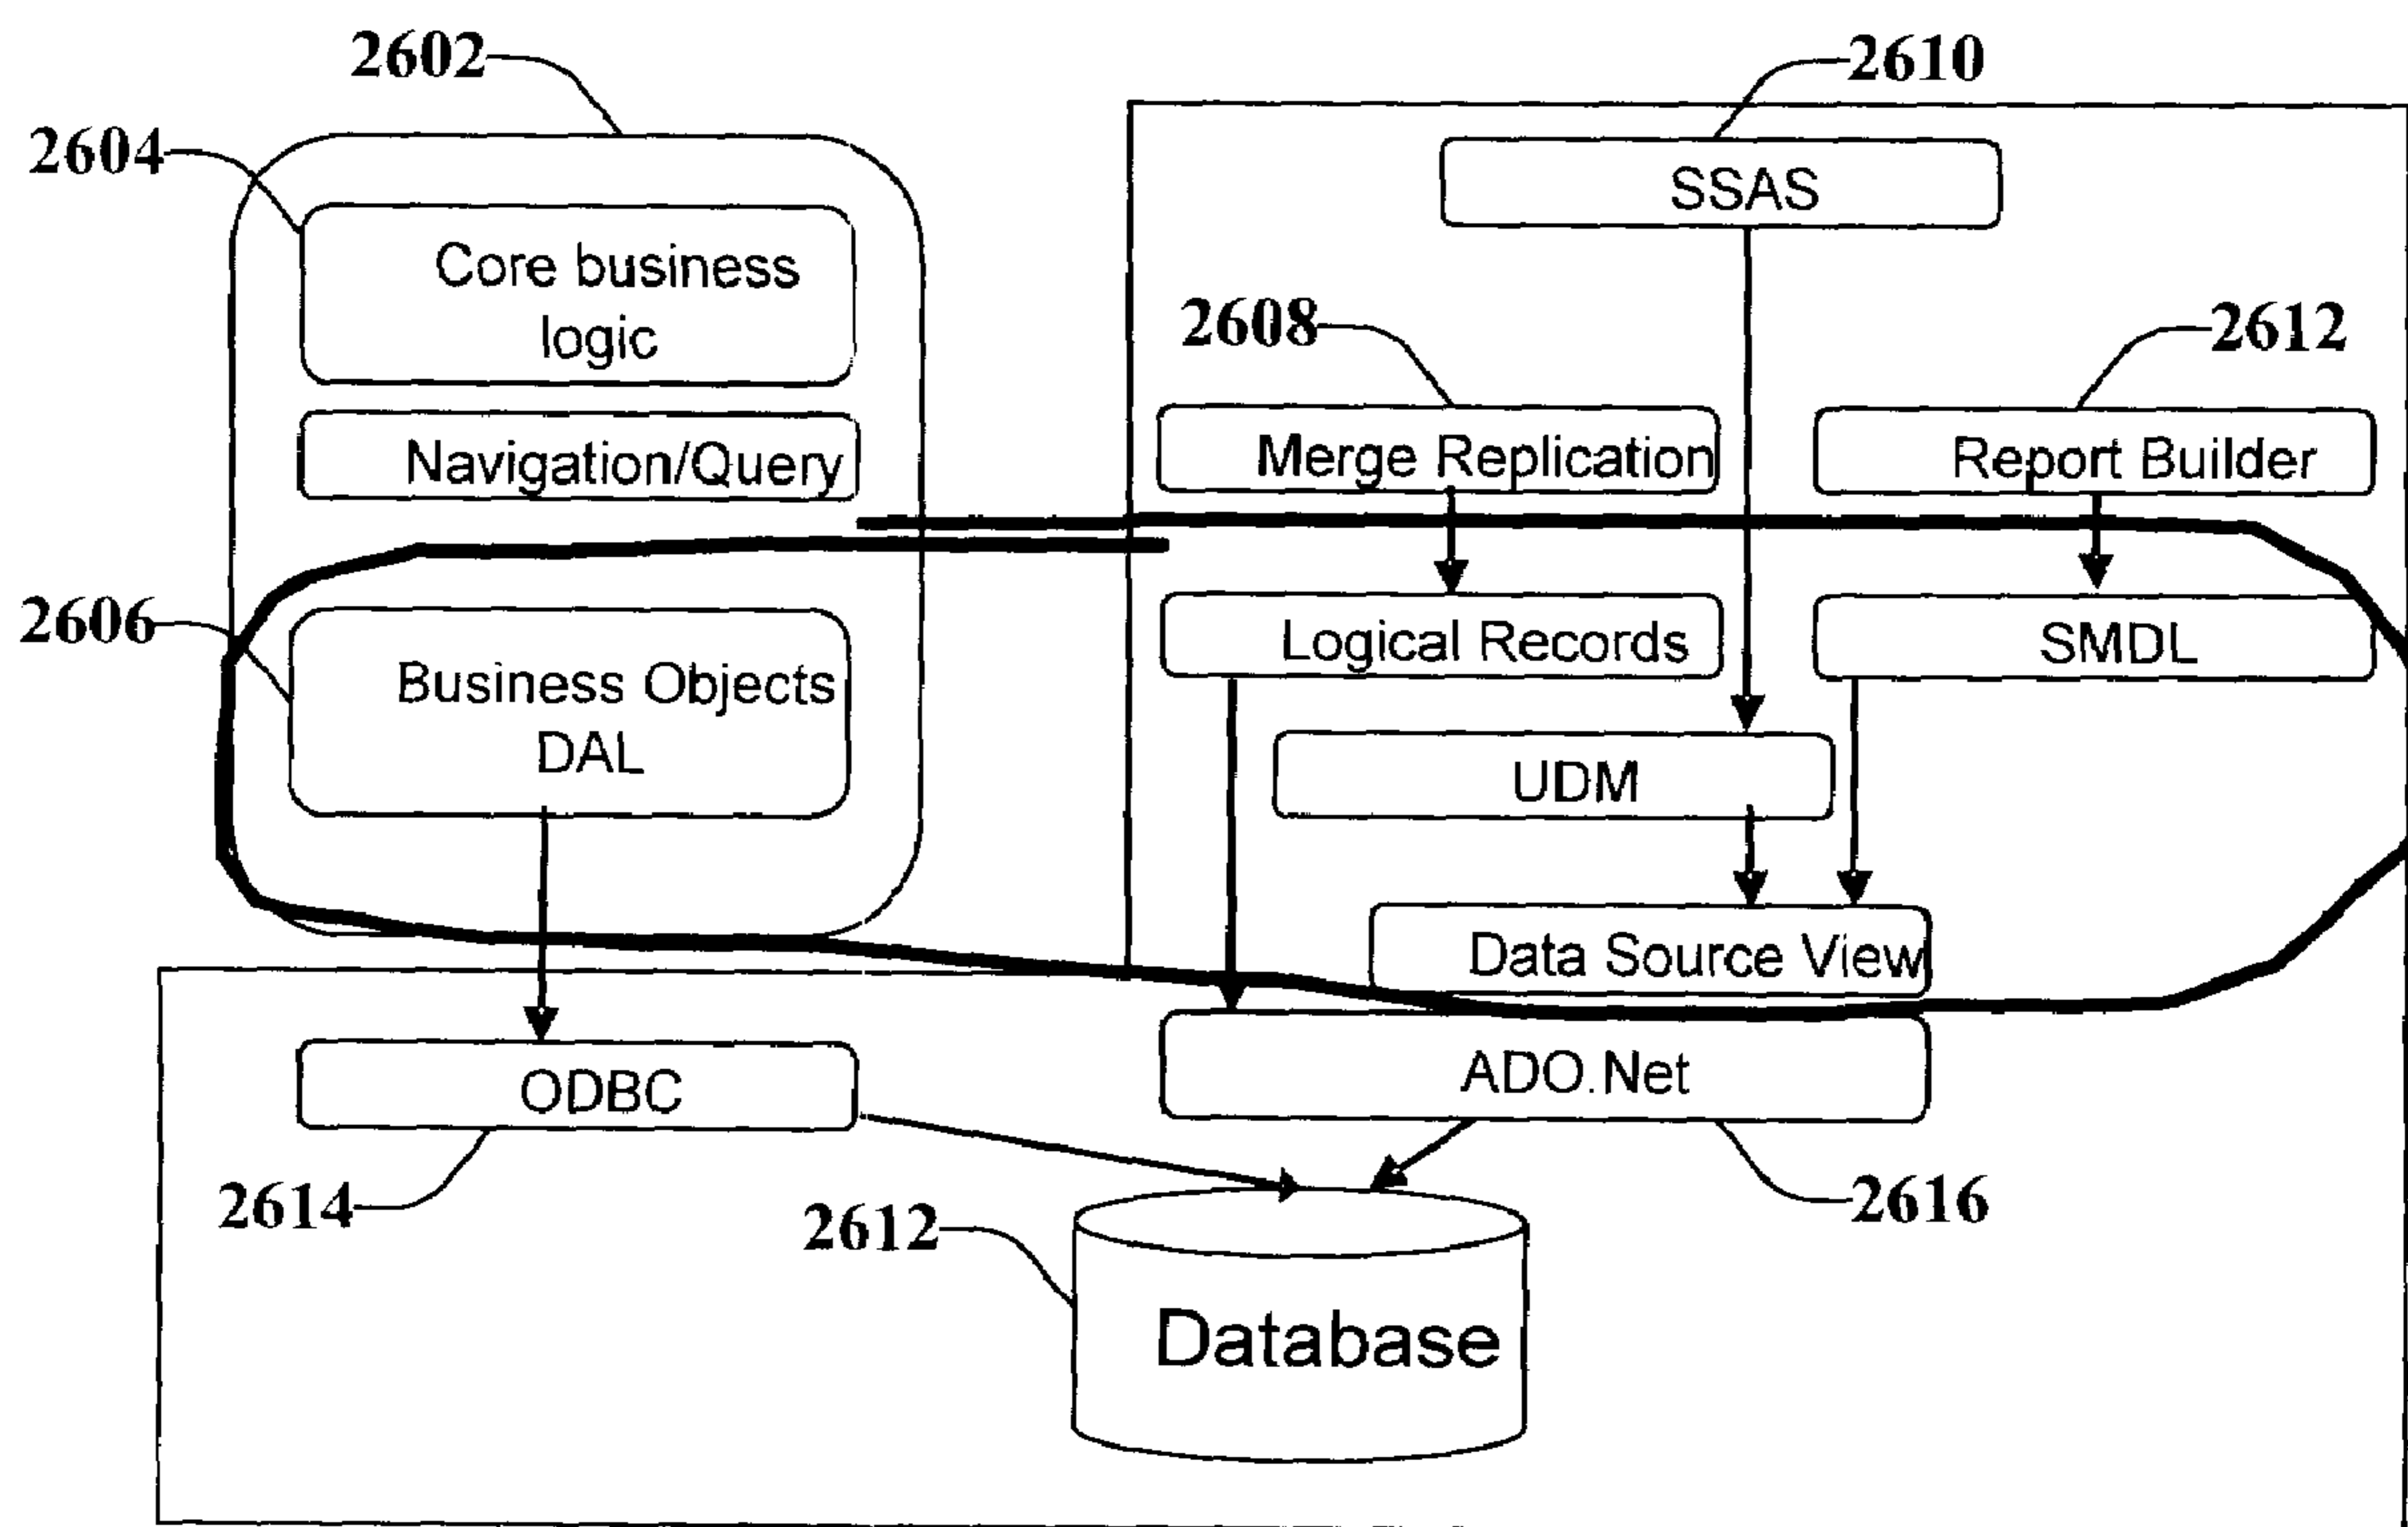 2602
2610
2604
SSAS
Core business
logic
2608
2612
Navigation/Query
Merge Replication
Report Builder
2606
Logical Records
SMDL
Business Objects
DAL
UDM
Data Source View
ODBC
ADO.Net
2614
2612
2616
Database